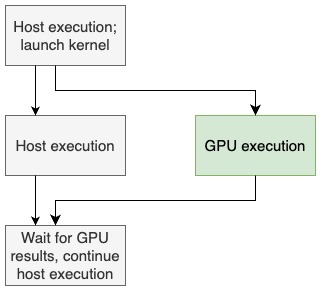 Host execution;
launch kernel
Host execution
GPU execution
Wait for GPU
results, continue
host execution